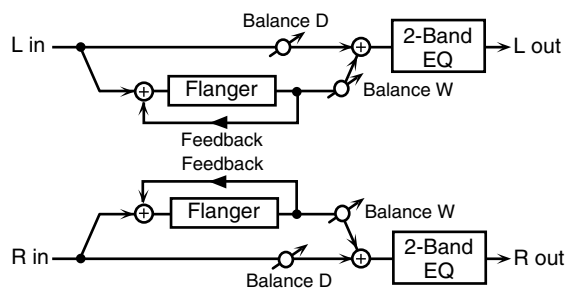 Balance D
L in
2-Band
EQ
L out
Flanger
Balance W
Feedback
Feedback
Flanger
Balance W
R in
Balance D
2-Band
EQ
R out